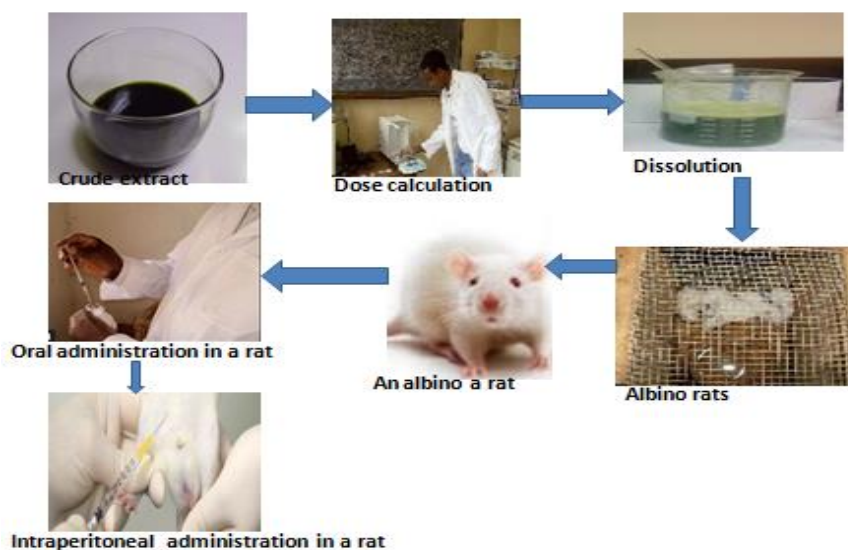 Crude extract
Dose calculation
Dissolution
Oral administration in a rat
An albino a rat
Albino rats
Intraperitoneal administration in a rat